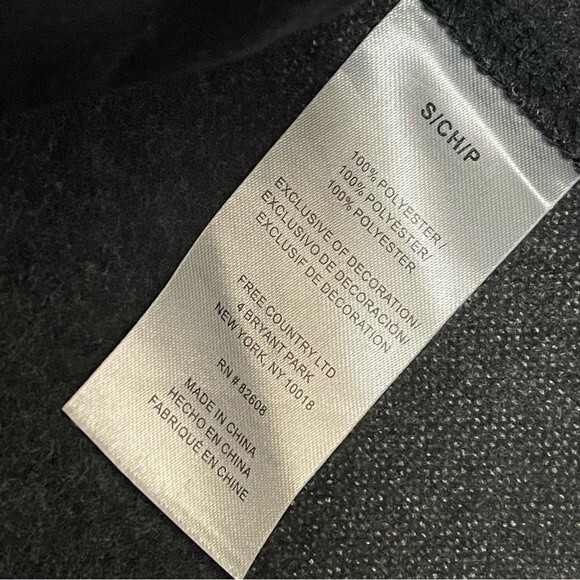 S/CH/P
100% POLYESTER /
100% POLYESTER/
100% POLYESTER
EXCLUSIVE OF DECORATION/
EXCLUSIVO DE DECORACIÓN/
EXCLUSIF DE DÉCORATION
FREE COUNTRY LTD
4 BRYANT PARK
NEW YORK, NY 10018
RN # 82608
MADE IN CHINA
HECHO EN CHINA
FABRIQUÉ EN CHINE